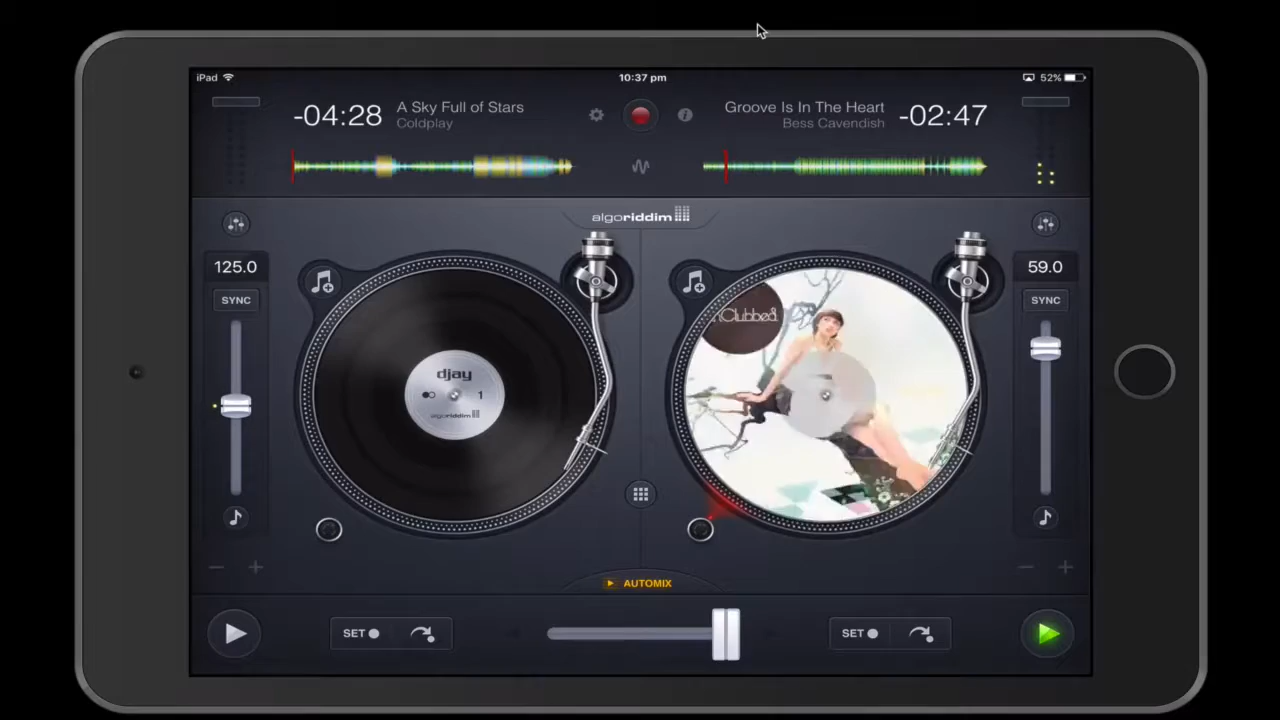 iPad
10:37 pm
52%
-04:28
A Sky Full of Stars
Coldplay
Groove Is In The Heart
Bess Cavendish
-02:47
algoriddim
125.0
SYNC
59.0
SYNC
djay
1
algoriddim
Clubbed
AUTOMIX
SET
SET